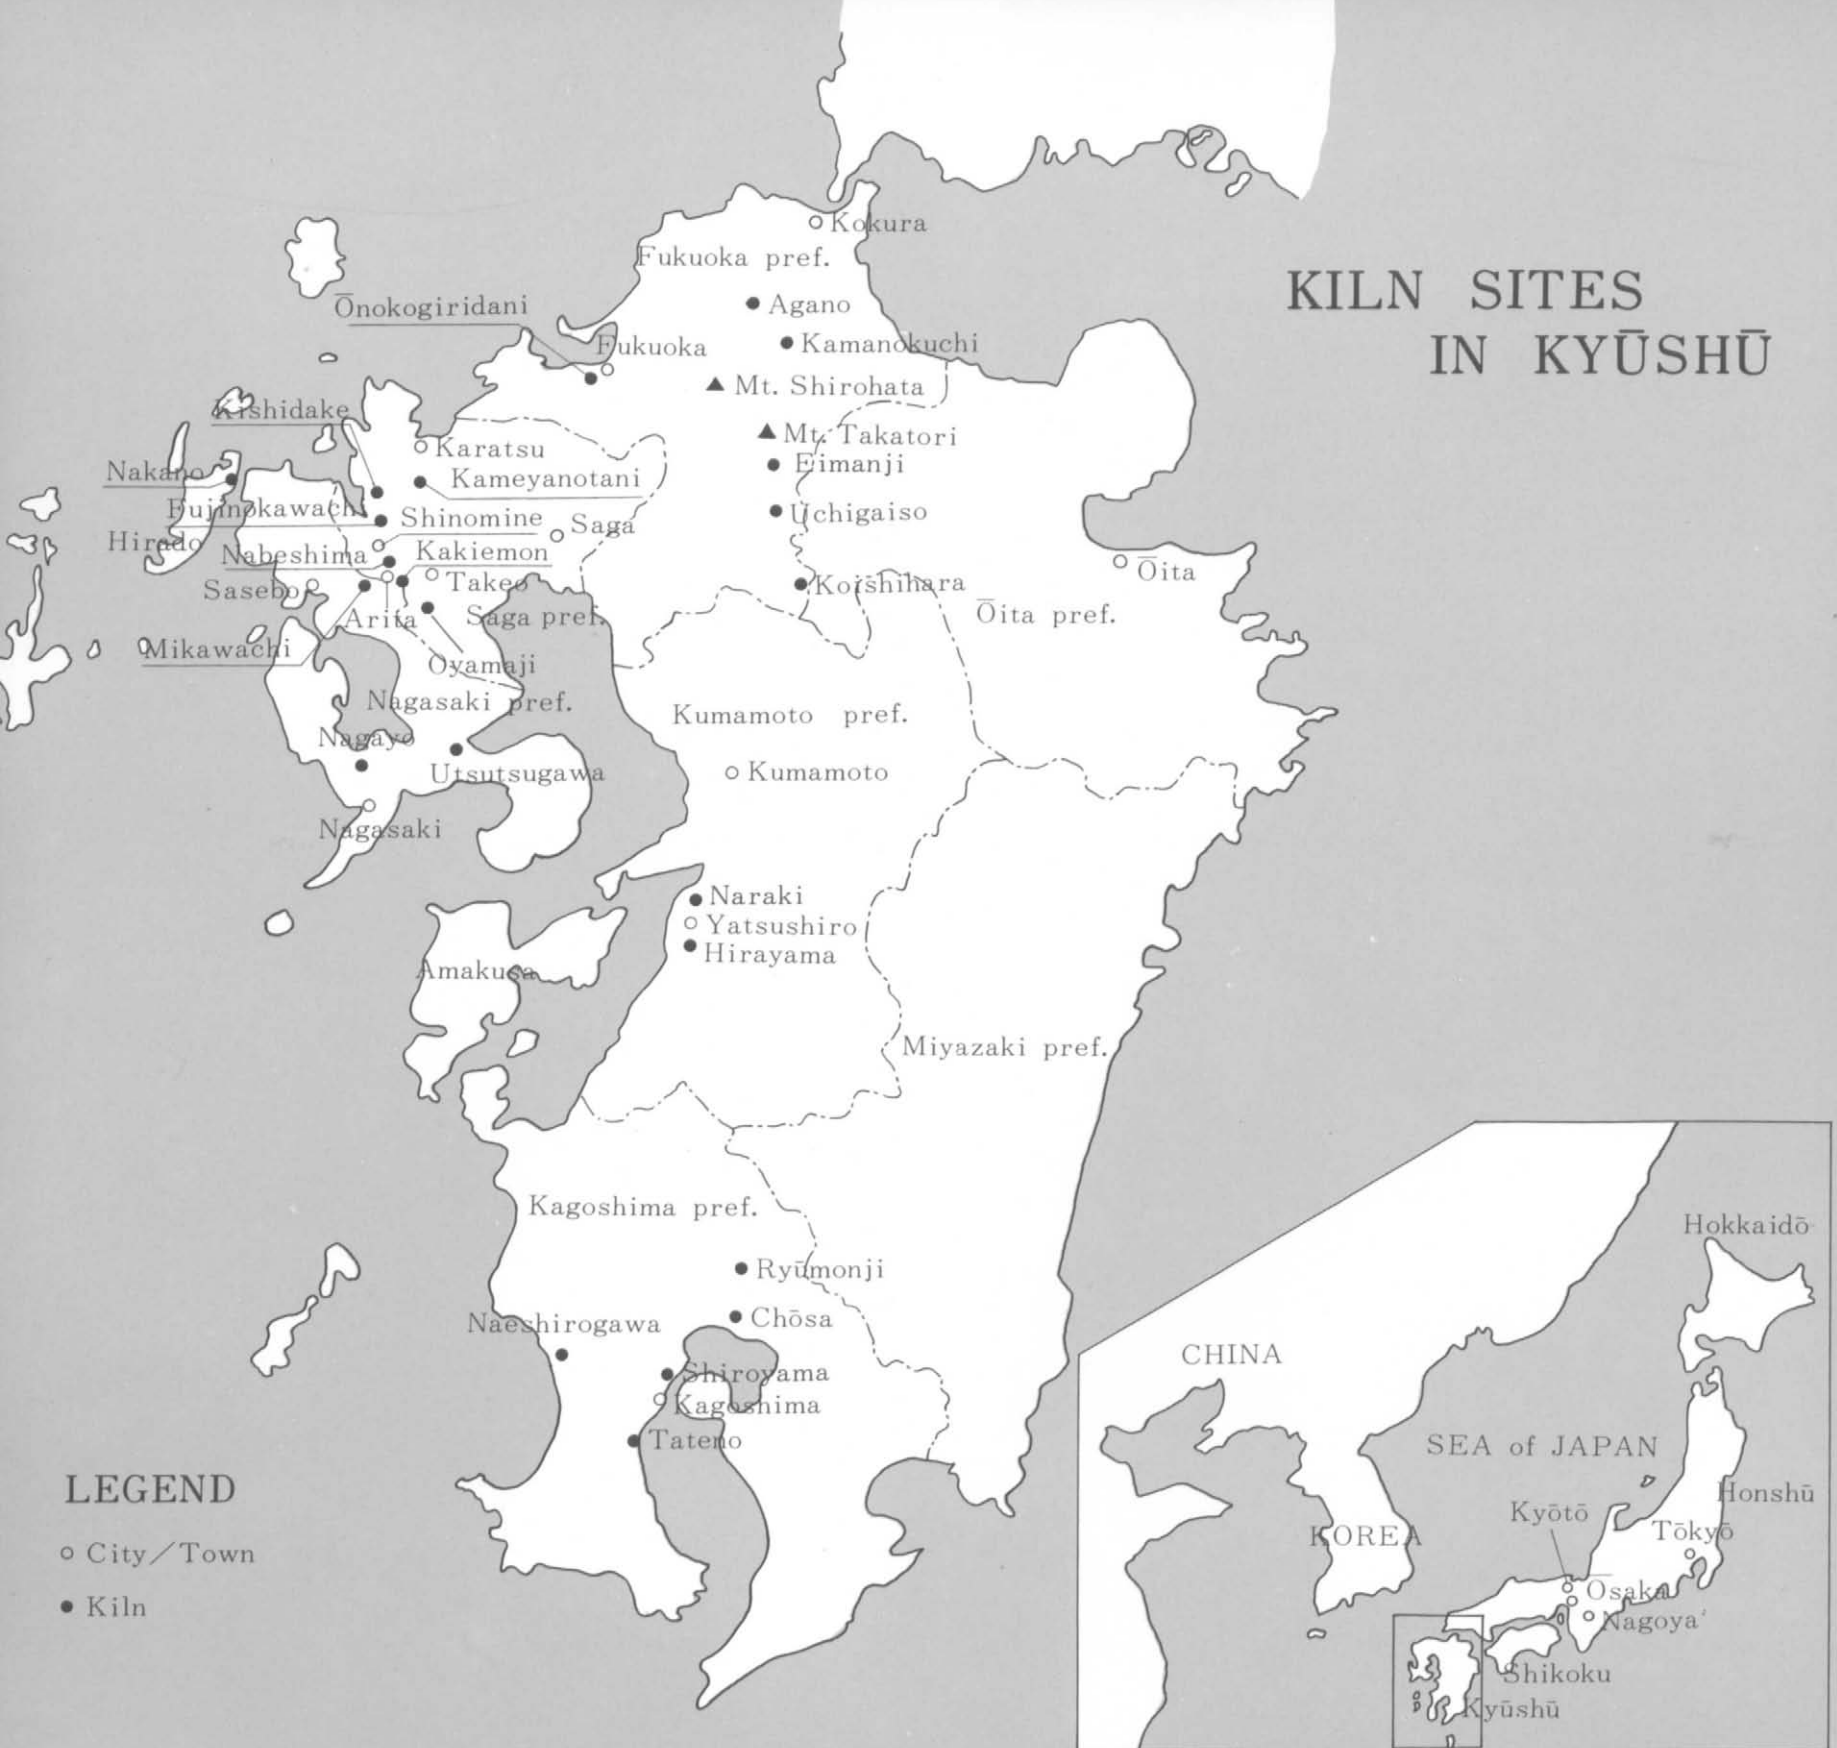 KILN SITES
IN KYŪSHŪ
Kokura
Fukuoka pref.
Ōnokogiridani
Agano
Fukuoka
Kamanokuchi
Mt. Shirohata
Kishidake
Mt. Takatori
Karatsu
Eimanji
Nakano
Kameyanotani
Fujinokawachi
Shinomine
Saga
Uchigaiso
Hirado
Nabeshima
Kakiemon
Ōita
Sasebo
Takeo
Koishihara
Arita
Saga pref.
Ōita pref.
Mikawachi
Oyamaji
Nagasaki pref.
Kumamoto pref.
Nagayo
Utsutsugawa
Kumamoto
Nagasaki
Naraki
Yatsushiro
Hirayama
Amakusa
Miyazaki pref.
Kagoshima pref.
Ryūmonji
Naeshirogawa
Chōsa
Shiroyama
Kagoshima
Tateno
LEGEND
City/Town
Kiln
Hokkaidō
CHINA
SEA of JAPAN
Honshū
Kyōtō
KOREA
Tōkyō
Ōsaka
Nagoya
Shikoku
Kyūshū